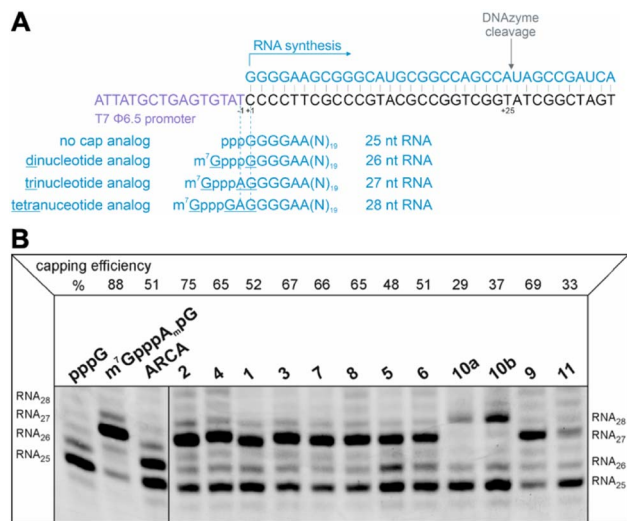 A
DNAzyme
cleavage
RNA synthesis
GGGGAAGCGGGCAUGCGGCCAGCCAUAGCCGAUCA
ATTATGCTGAGTGTATCCCCTTCGCCCGTACGCCGGTCGGTATCGGCTAGT
T7 Φ6.5 promoter
-1 +1
+25
no cap analog pppGGGGAA(N)19 25 nt RNA
dinucleotide analog m7GpppGGGGAA(N)19 26 nt RNA
trinucleotide analog m7GpppAGGGGAA(N)19 27 nt RNA
tetranuceotide analog m7GpppGAGGGGAA(N)19 28 nt RNA
B
capping efficiency
% 88 51 75 65 52 67 66 65 48 51 29 37 69 33
pppG m7GpppAmpG ARCA 2 4 1 3 7 8 5 6 10a 10b 9 11
RNA28
RNA27
RNA26
RNA25
RNA28
RNA27
RNA26
RNA25